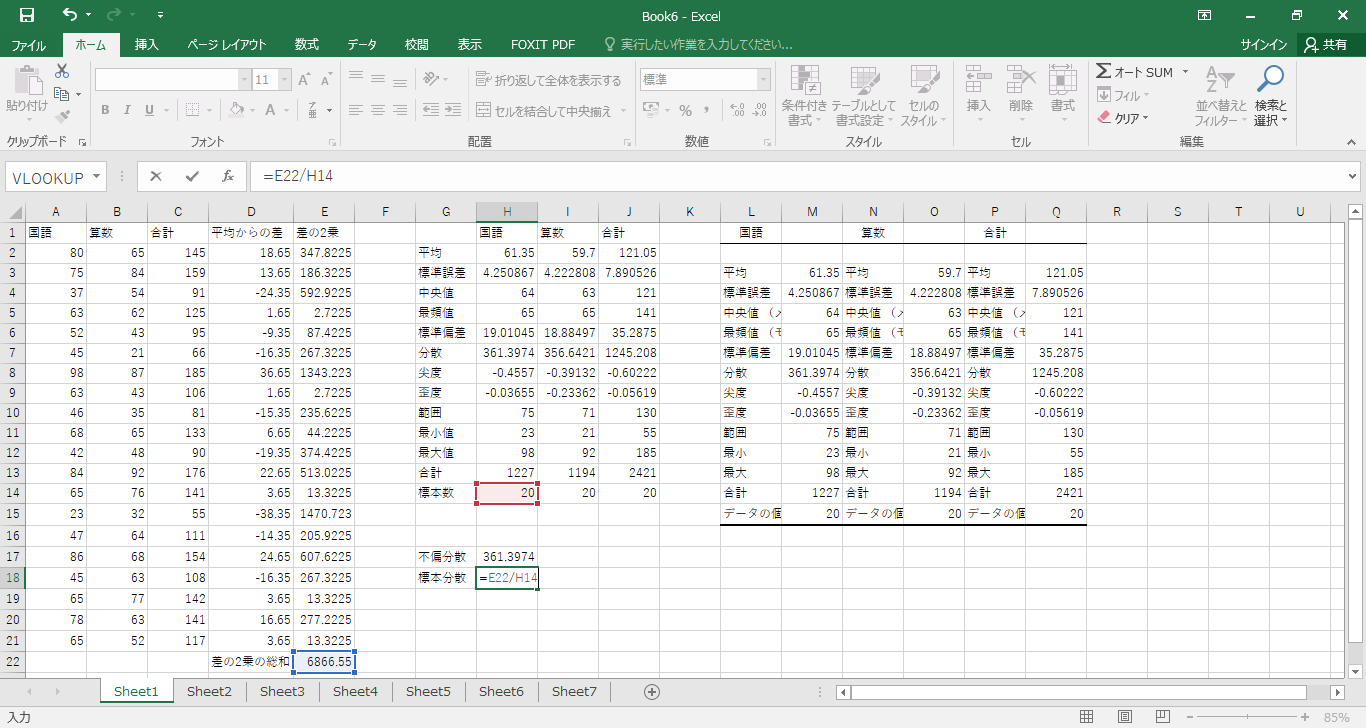 Book6 - Excel
ファイル ホーム 挿入 ページ レイアウト 数式 データ 校閲 表示 FOXIT PDF 実行したい作業を入力してください... サインイン 共有
11 折り返して全体を表示する 標準 オート SUM
貼り付け B I U A セルを結合して中央揃え % 条件付き書式 テーブルとして書式設定 セルのスタイル 挿入 削除 書式 フィル クリア 並べ替えとフィルター 検索と選択
クリップボード フォント 配置 数値 スタイル セル 編集
VLOOKUP fx =E22/H14
A B C D E F G H I J K L M N O P Q R S T U
1 国語 算数 合計 平均からの差 差の2乗 国語 算数 合計 国語 算数 合計
2 80 65 145 18.65 347.8225 平均 61.35 59.7 121.05
3 75 84 159 13.65 186.3225 標準誤差 4.250867 4.222808 7.890526 平均 61.35 平均 59.7 平均 121.05
4 37 54 91 -24.35 592.9225 中央値 64 63 121 標準誤差 4.250867 標準誤差 4.222808 標準誤差 7.890526
5 63 62 125 1.65 2.7225 最頻値 65 65 141 中央値 （メ 64 中央値 （メ 63 中央値 （メ 121
6 52 43 95 -9.35 87.4225 標準偏差 19.01045 18.88497 35.2875 最頻値 （モ 65 最頻値 （モ 65 最頻値 （モ 141
7 45 21 66 -16.35 267.3225 分散 361.3974 356.6421 1245.208 標準偏差 19.01045 標準偏差 18.88497 標準偏差 35.2875
8 98 87 185 36.65 1343.223 尖度 -0.4557 -0.39132 -0.60222 分散 361.3974 分散 356.6421 分散 1245.208
9 63 43 106 1.65 2.7225 歪度 -0.03655 -0.23362 -0.05619 尖度 -0.4557 尖度 -0.39132 尖度 -0.60222
10 46 35 81 -15.35 235.6225 範囲 75 71 130 歪度 -0.03655 歪度 -0.23362 歪度 -0.05619
11 68 65 133 6.65 44.2225 最小値 23 21 55 範囲 75 範囲 71 範囲 130
12 42 48 90 -19.35 374.4225 最大値 98 92 185 最小 23 最小 21 最小 55
13 84 92 176 22.65 513.0225 合計 1227 1194 2421 最大 98 最大 92 最大 185
14 65 76 141 3.65 13.3225 標本数 20 20 20 合計 1227 合計 1194 合計 2421
15 23 32 55 -38.35 1470.723 データの個 20 データの個 20 データの個 20
16 47 64 111 -14.35 205.9225
17 86 68 154 24.65 607.6225 不偏分散 361.3974
18 45 63 108 -16.35 267.3225 標本分散 =E22/H14
19 65 77 142 3.65 13.3225
20 78 63 141 16.65 277.2225
21 65 52 117 3.65 13.3225
22 差の2乗の総和 6866.55
Sheet1 Sheet2 Sheet3 Sheet4 Sheet5 Sheet6 Sheet7
入力 85%